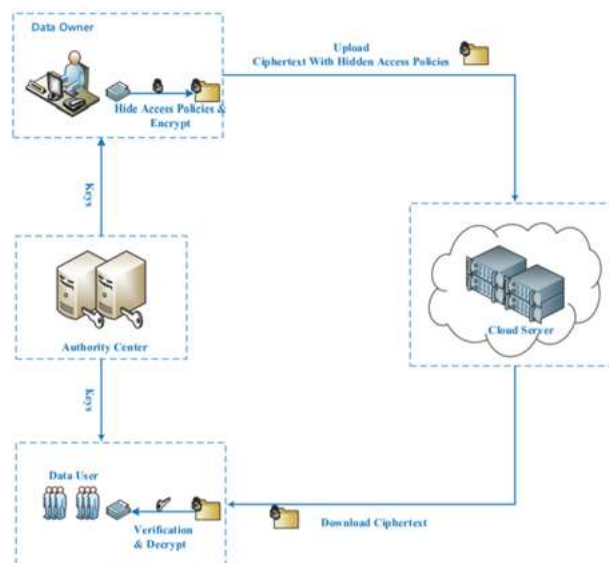 Data Owner
Upload
Ciphertext With Hidden Access Policies
Hide Access Policies &
Encrypt
Keys
Authority Center
Cloud Server
Keys
Data User
Verification
& Decrypt
Download Ciphertext